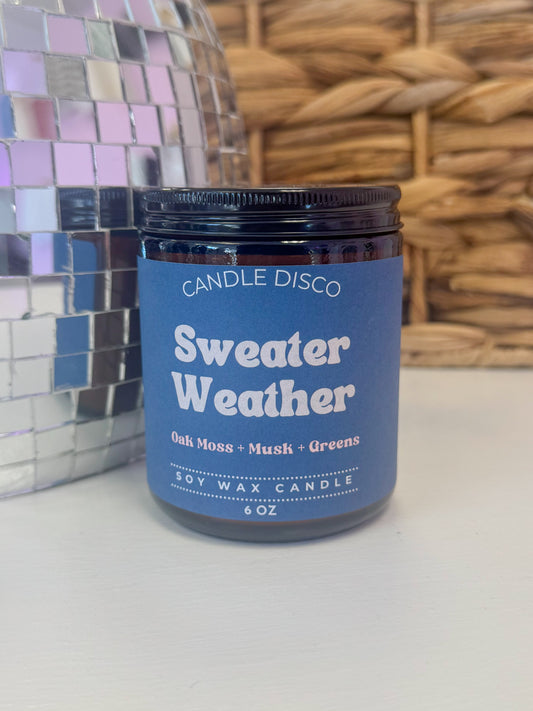 CANDLE DISCO
Sweater
Weather
Oak Moss + Musk + Greens
SOY WAX CANDLE
6 OZ